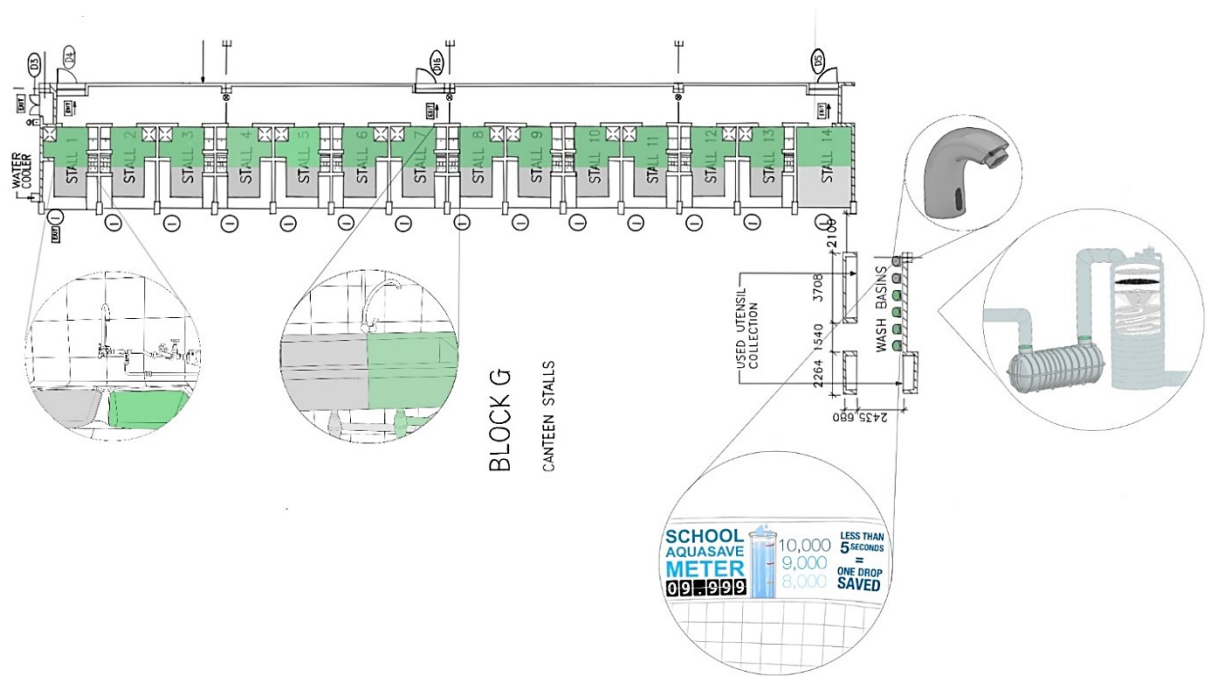 D3
D4
D16
D15
EXIT
EXIT
EXIT
EXIT
WATER
COOLER
STALL 1
STALL 2
STALL 3
STALL 4
STALL 5
STALL 6
STALL 7
STALL 8
STALL 9
STALL 10
STALL 11
STALL 12
STALL 13
STALL 14
EXIT
2100
3708
1540
2264
680
2435
USED UTENSIL
COLLECTION
WASH BASINS
BLOCK G
CANTEEN STALLS
SCHOOL
AQUASAVE
METER
09.999
10,000
9,000
8,000
LESS THAN
5 SECONDS
=
ONE DROP
SAVED